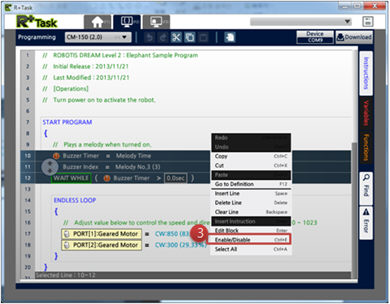 R+ Task
Programming CM-150 (2.0) Device COM9 Download
1 // ROBOTIS DREAM Level 2 : Elephant Sample Program
2 // Initial Release : 2013/11/21
3 // Last Modified : 2013/11/21
4 // [Operations]
5 // Turn power on to activate the robot.
6
7 START PROGRAM
8 {
9 // Plays a melody when turned on.
10 Buzzer Timer = Melody Time
11 Buzzer Index = Melody No.3 (3)
12 WAIT WHILE ( Buzzer Timer > 0.0sec )
13
14 ENDLESS LOOP
15 {
16 // Adjust value below to control the speed and dire
~ 1023
17 PORT[1]:Geared Motor = CW:850 (83
18 PORT[2]:Geared Motor = CW:300 (29,33%)
19 }
20 }
21
Selected Line : 10~12
Redo
Undo
Copy Ctrl+C
Cut Ctrl+X
Paste
Go to Definition F12
Insert Line Space
Delete Line Delete
Clear Line Backspace
Insert Instruction
Edit Block Enter
3
Enable/Disable Ctrl+E
Select All Ctrl+A
Instructions
Variables
Functions
Find
Error